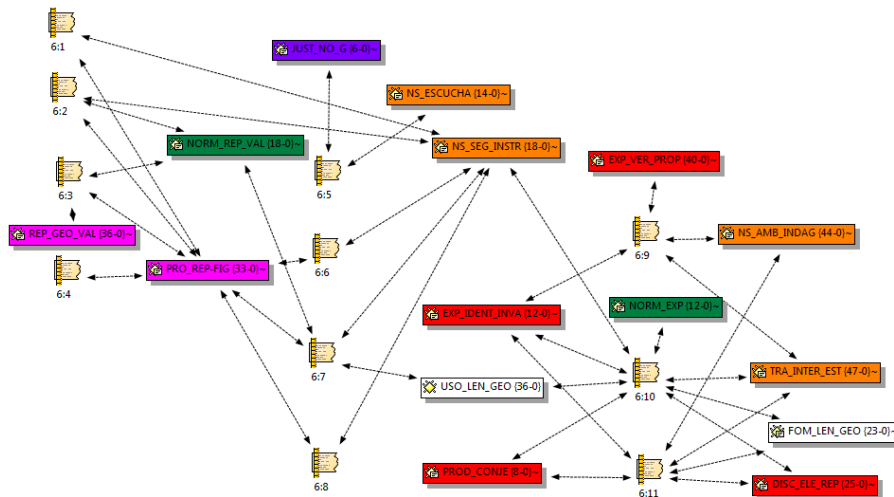 6:1
JUST_NO_G {6-0}~
6:2
NS_ESCUCHA {14-0}~
NORM_REP_VAL {18-0}~
NS_SEG_INSTR {18-0}~
EXP_VER_PROP {40-0}~
6:3
6:5
REP_GEO_VAL {36-0}~
NS_AMB_INDAG {44-0}~
6:9
6:6
PRO_REP-FIG {33-0}~
6:4
EXP_IDENT_INVA {12-0}~
NORM_EXP {12-0}~
6:7
TRA_INTER_EST {47-0}~
USO_LEN_GEO {36-0}
6:10
FOM_LEN_GEO {23-0}~
PROD_CONJE {8-0}~
6:8
6:11
DISC_ELE_REP {25-0}~